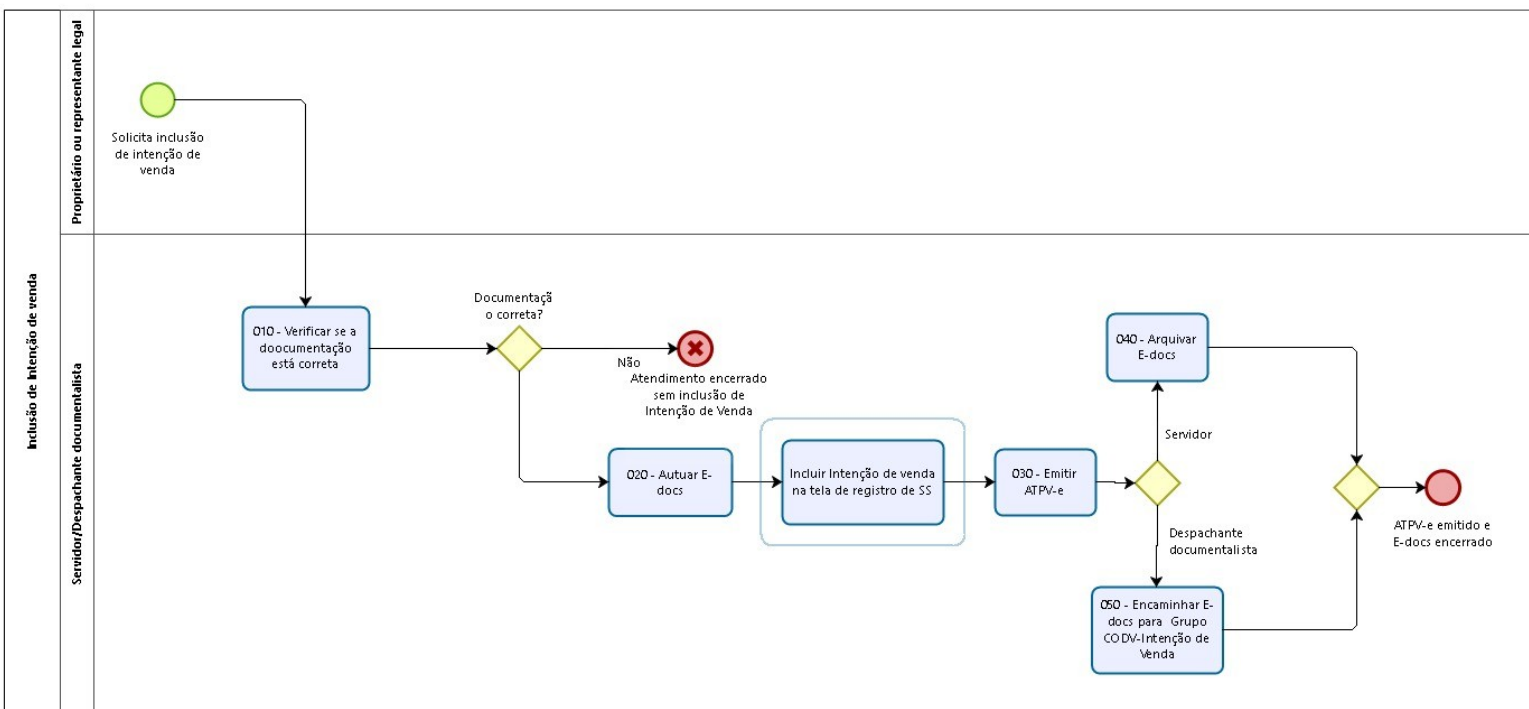 Inclusão de Intenção de venda
Proprietário ou representante legal
Solicita inclusão
de intenção de
venda
Servidor/Despachante documentalista
010 - Verificar se a
doocumentação
está correta
Documentaçã
o correta?
Não
Atendimento encerrado
sem inclusão de
Intenção de Venda
020 - Autuar E-
docs
Incluir Intenção de venda
na tela de registro de SS
030 - Emitir
ATPV-e
Servidor
040 - Arquivar
E-docs
Despachante
documentalista
050 - Encaminhar E-
docs para Grupo
CODV-Intenção de
Venda
ATPV-e emitido e
E-docs encerrado